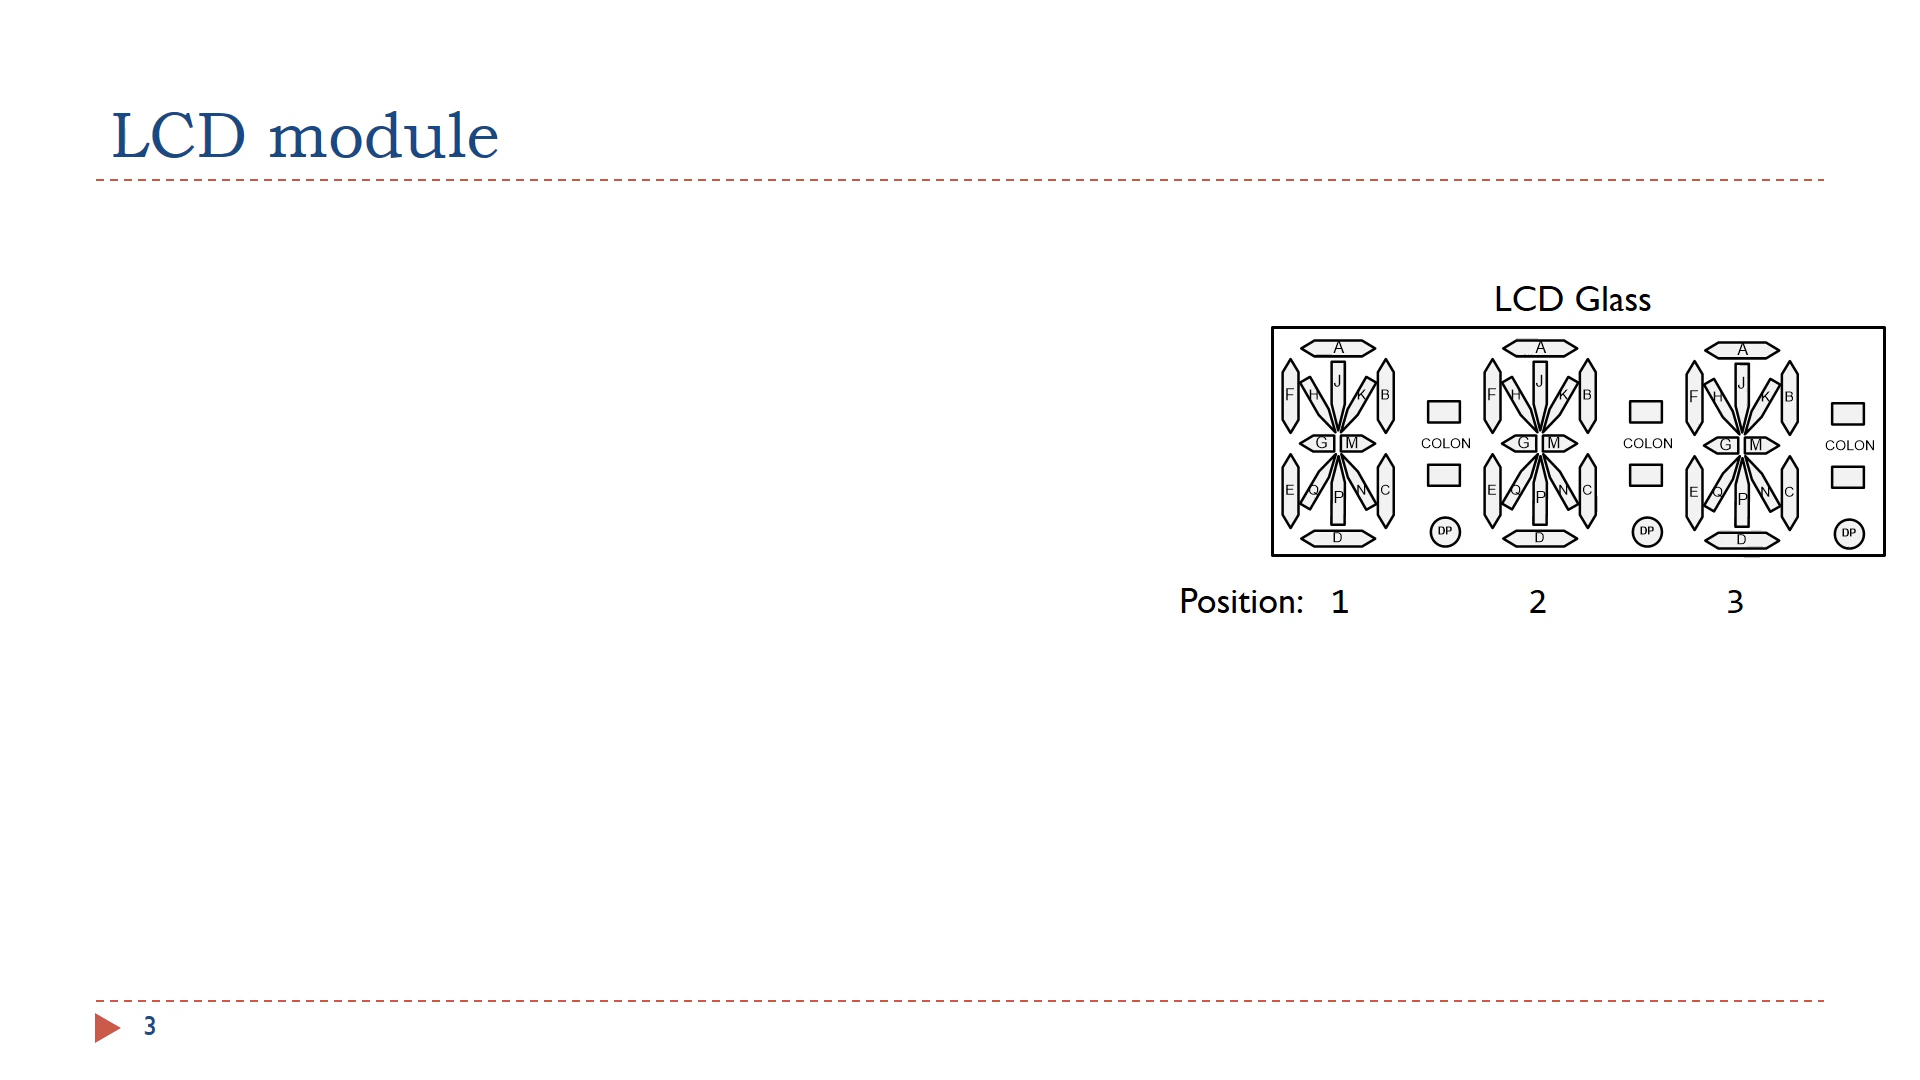 LCD module
LCD Glass
A A A
F H J K B F H J K B F H J K B
G M COLON G M COLON G M COLON
E Q P N C E Q P N C E Q P N C
D DP D DP D DP
Position: 1 2 3
3